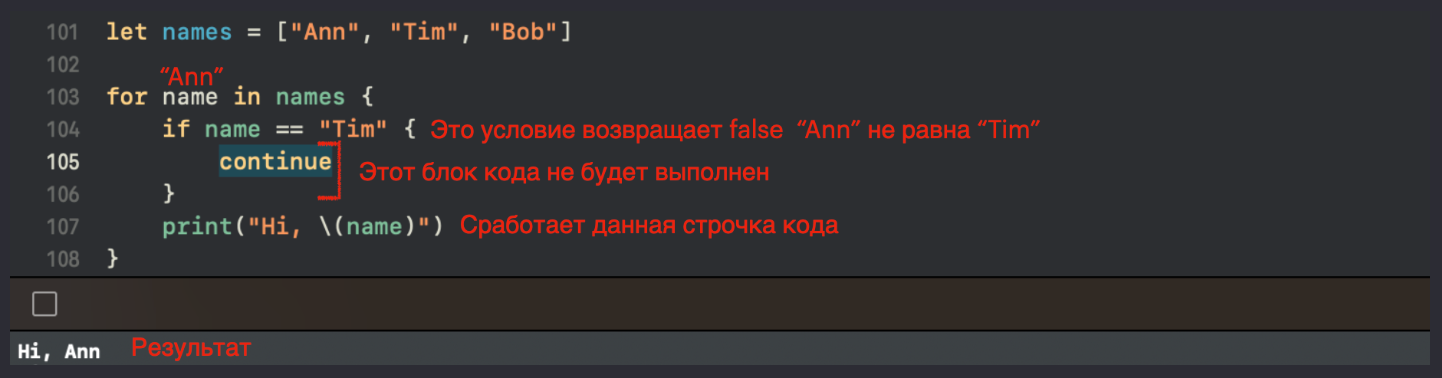 101 let names = ["Ann", "Tim", "Bob"]
102
“Ann”
103 for name in names {
104 if name == "Tim" { Это условие возвращает false “Ann” не равна “Tim”
105 continue
Этот блок кода не будет выполнен
106 }
107 print("Hi, \(name)") Сработает данная строчка кода
108 }
Hi, Ann Результат